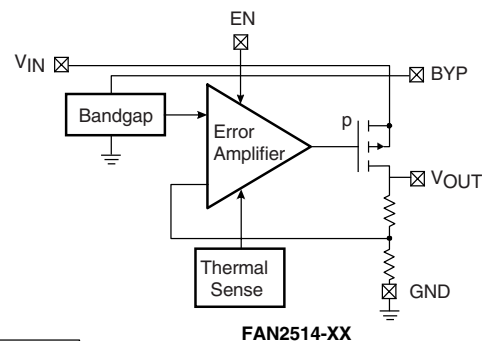 EN
VIN
BYP
Bandgap
Error
Amplifier
p
VOUT
Thermal
Sense
GND
FAN2514-XX